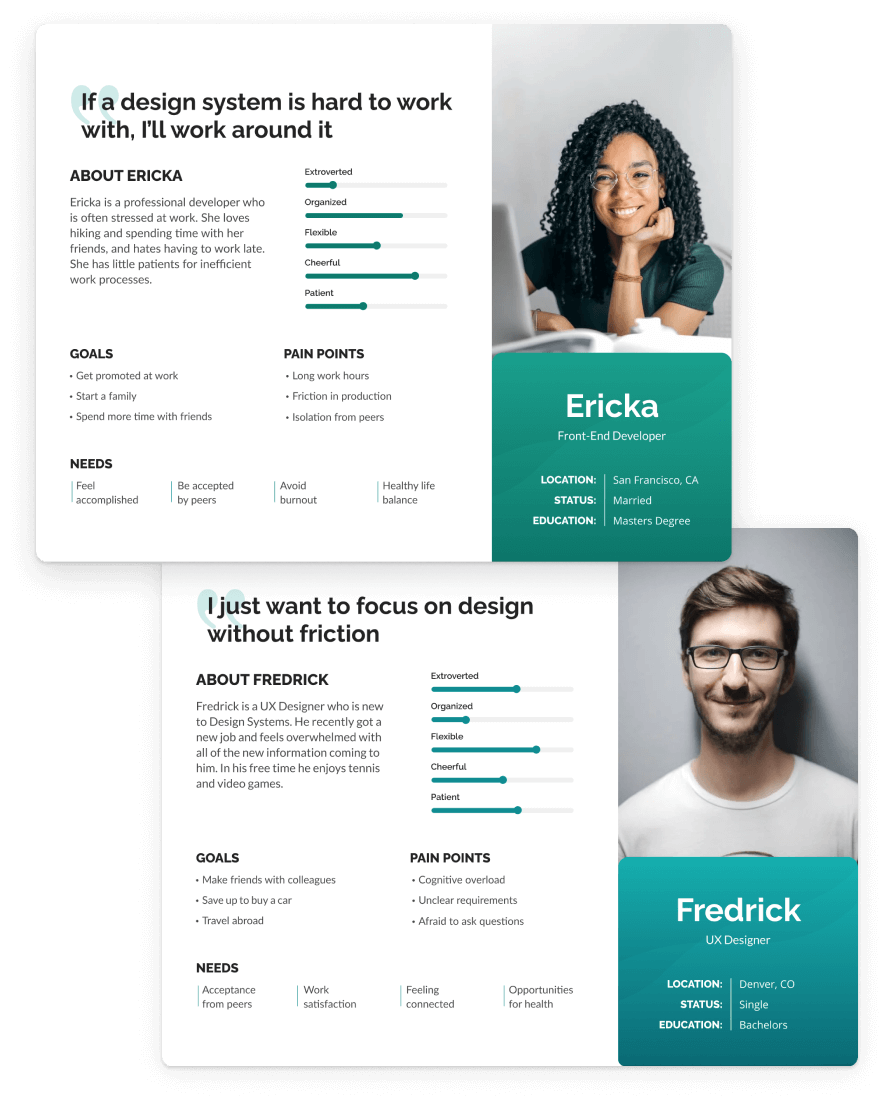 If a design system is hard to work
with, I'll work around it
ABOUT ERICKA
Ericka is a professional developer who
is often stressed at work. She loves
hiking and spending time with her
friends, and hates having to work late.
She has little patients for inefficient
work processes.
Extroverted
Organized
Flexible
Cheerful
Patient
GOALS
• Get promoted at work
• Start a family
• Spend more time with friends
PAIN POINTS
• Long work hours
• Friction in production
• Isolation from peers
NEEDS
Feel
accomplished
Be accepted
by peers
Avoid
burnout
Healthy life
balance
Ericka
Front-End Developer
LOCATION: San Francisco, CA
STATUS: Married
EDUCATION: Masters Degree
I just want to focus on design
without friction
ABOUT FREDRICK
Fredrick is a UX Designer who is new
to Design Systems. He recently got a
new job and feels overwhelmed with
all of the new information coming to
him. In his free time he enjoys tennis
and video games.
Extroverted
Organized
Flexible
Cheerful
Patient
GOALS
• Make friends with colleagues
• Save up to buy a car
• Travel abroad
PAIN POINTS
• Cognitive overload
• Unclear requirements
• Afraid to ask questions
NEEDS
Acceptance
from peers
Work
satisfaction
Feeling
connected
Opportunities
for health
Fredrick
UX Designer
LOCATION: Denver, CO
STATUS: Single
EDUCATION: Bachelors